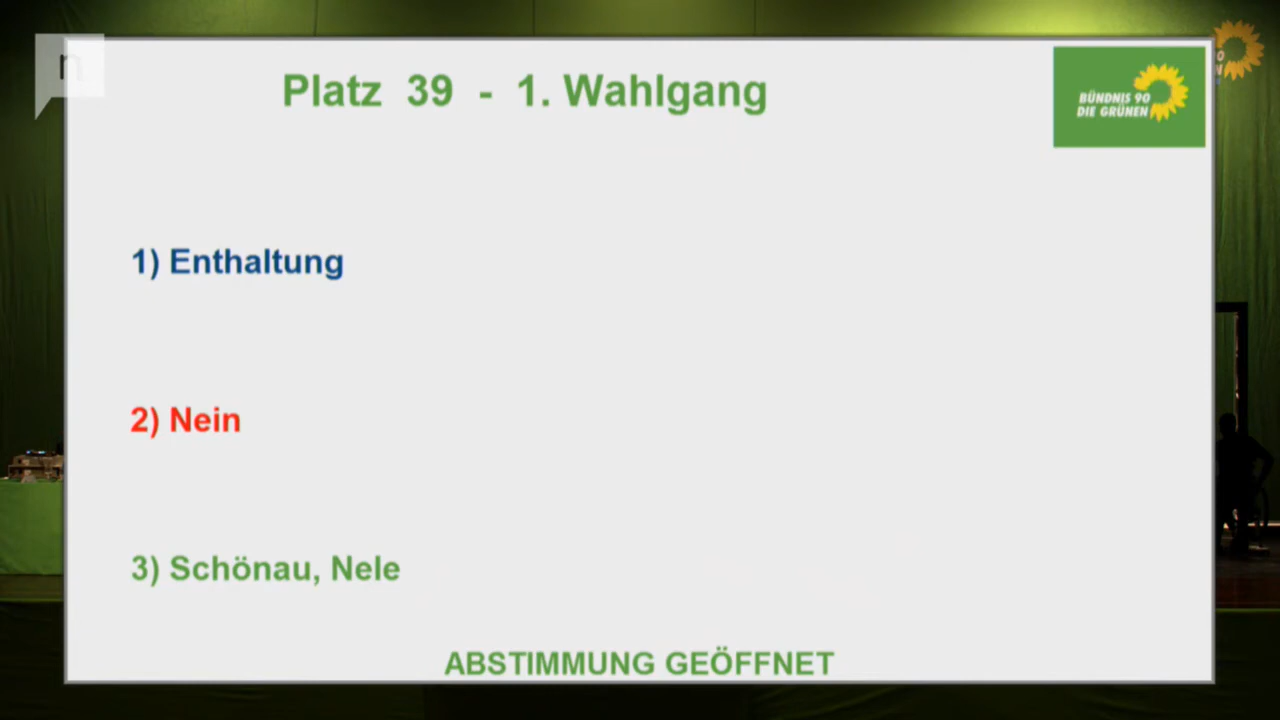 n
Platz 39 - 1. Wahlgang
BÜNDNIS 90
DIE GRÜNEN
1) Enthaltung
2) Nein
3) Schönau, Nele
ABSTIMMUNG GEÖFFNET